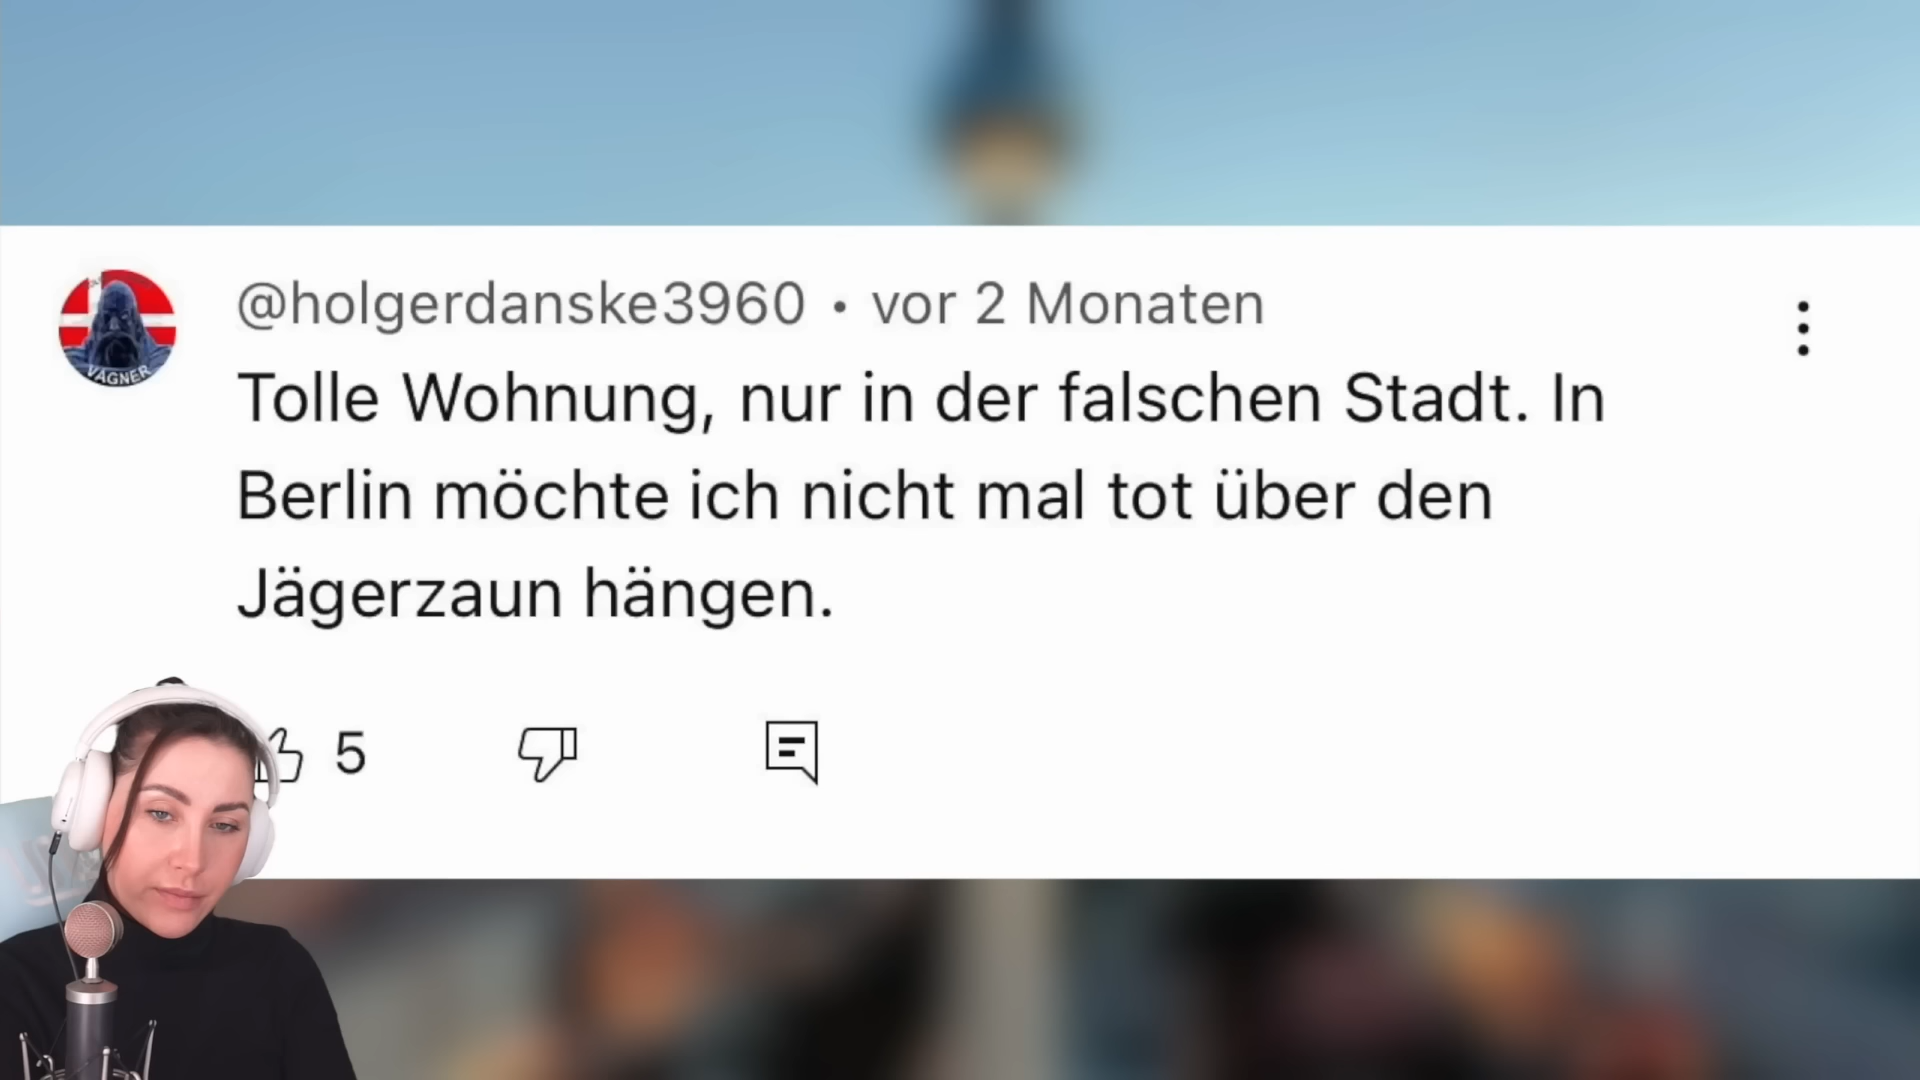 @holgerdanske3960 • vor 2 Monaten
Tolle Wohnung, nur in der falschen Stadt. In
Berlin möchte ich nicht mal tot über den
Jägerzaun hängen.
5
VAGNER